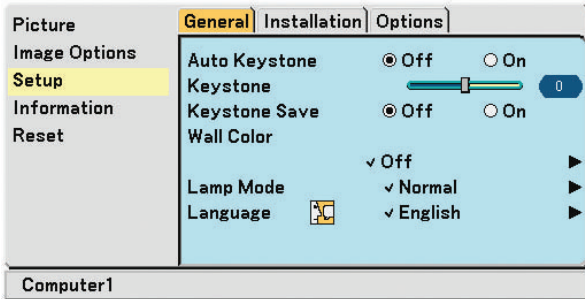 Picture
Image Options
Setup
Information
Reset
General Installation Options
Auto Keystone Off On
Keystone 0
Keystone Save Off On
Wall Color
Off
Lamp Mode Normal
Language English
Computer1